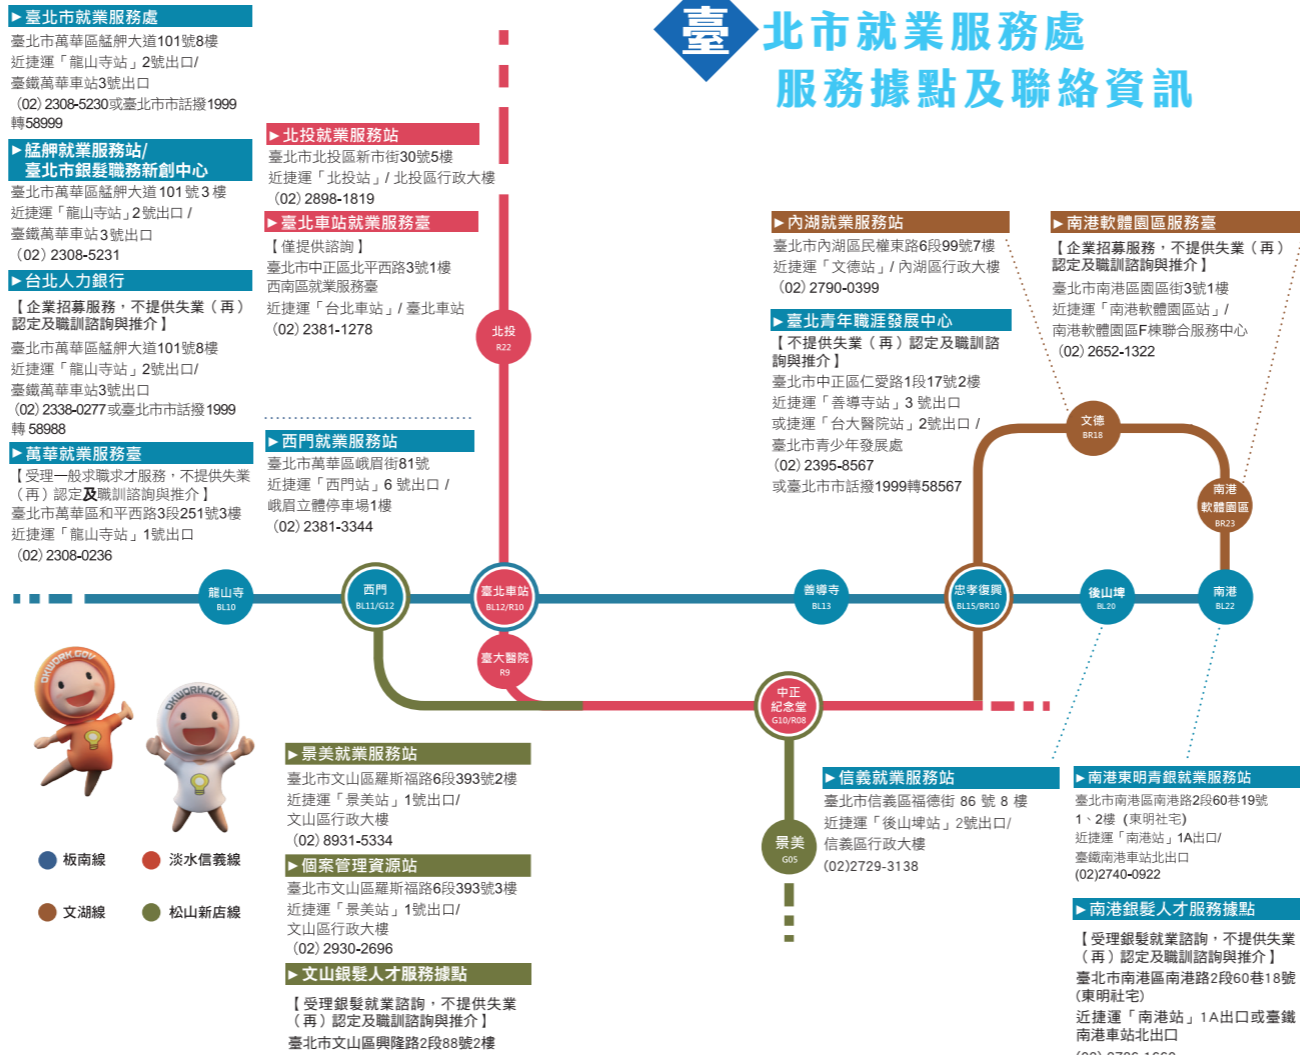 臺北市就業服務處
服務據點及聯絡資訊
▶臺北市就業服務處
臺北市萬華區艋舺大道101號8樓
近捷運「龍山寺站」2號出口/
臺鐵萬華車站3號出口
(02) 2308-5230或臺北市市話撥1999
轉58999
▶艋舺就業服務站/
臺北市銀髮職務新創中心
臺北市萬華區艋舺大道101號3樓
近捷運「龍山寺站」2號出口 /
臺鐵萬華車站3號出口
(02) 2308-5231
▶台北人力銀行
【企業招募服務，不提供失業（再）
認定及職訓諮詢與推介】
臺北市萬華區艋舺大道101號8樓
近捷運「龍山寺站」2號出口/
臺鐵萬華車站3號出口
(02) 2338-0277或臺北市市話撥1999
轉 58988
▶萬華就業服務臺
【受理一般求職求才服務，不提供失業
（再）認定及職訓諮詢與推介】
臺北市萬華區和平西路3段251號3樓
近捷運「龍山寺站」1號出口
(02) 2308-0236
▶北投就業服務站
臺北市北投區新市街30號5樓
近捷運「北投站」/ 北投區行政大樓
(02) 2898-1819
▶臺北車站就業服務臺
【僅提供諮詢】
臺北市中正區北平西路3號1樓
西南區就業服務臺
近捷運「台北車站」/ 臺北車站
(02) 2381-1278
▶西門就業服務站
臺北市萬華區峨眉街81號
近捷運「西門站」6 號出口 /
峨眉立體停車場1樓
(02) 2381-3344
▶內湖就業服務站
臺北市內湖區民權東路6段99號7樓
近捷運「文德站」/ 內湖區行政大樓
(02) 2790-0399
▶臺北青年職涯發展中心
【不提供失業（再）認定及職訓諮
詢與推介】
臺北市中正區仁愛路1段17號2樓
近捷運「善導寺站」3 號出口
或捷運「台大醫院站」2號出口 /
臺北市青少年發展處
(02) 2395-8567
或臺北市市話撥1999轉58567
▶南港軟體園區服務臺
【企業招募服務，不提供失業（再）
認定及職訓諮詢與推介】
臺北市南港區園區街3號1樓
近捷運「南港軟體園區站」/
南港軟體園區F棟聯合服務中心
(02) 2652-1322
北投
R22
文德
BR18
南港
軟體園區
BR23
龍山寺
BL10
西門
BL11/G12
臺北車站
BL12/R10
善導寺
BL13
忠孝復興
BL15/BR10
後山埤
BL20
南港
BL22
臺大醫院
R9
中正
紀念堂
G10/R08
景美
G05
OKWORK.GOV
OKWORK.GOV
板南線
淡水信義線
文湖線
松山新店線
▶景美就業服務站
臺北市文山區羅斯福路6段393號2樓
近捷運「景美站」1號出口/
文山區行政大樓
(02) 8931-5334
▶個案管理資源站
臺北市文山區羅斯福路6段393號3樓
近捷運「景美站」1號出口/
文山區行政大樓
(02) 2930-2696
▶文山銀髮人才服務據點
【受理銀髮就業諮詢，不提供失業
（再）認定及職訓諮詢與推介】
臺北市文山區興隆路2段88號2樓
▶信義就業服務站
臺北市信義區福德街 86 號 8 樓
近捷運「後山埤站」2號出口/
信義區行政大樓
(02)2729-3138
▶南港東明青銀就業服務站
臺北市南港區南港路2段60巷19號
1、2樓（東明社宅）
近捷運「南港站」1A出口/
臺鐵南港車站北出口
(02)2740-0922
▶南港銀髮人才服務據點
【受理銀髮就業諮詢，不提供失業
（再）認定及職訓諮詢與推介】
臺北市南港區南港路2段60巷18號
(東明社宅)
近捷運「南港站」1A出口或臺鐵
南港車站北出口